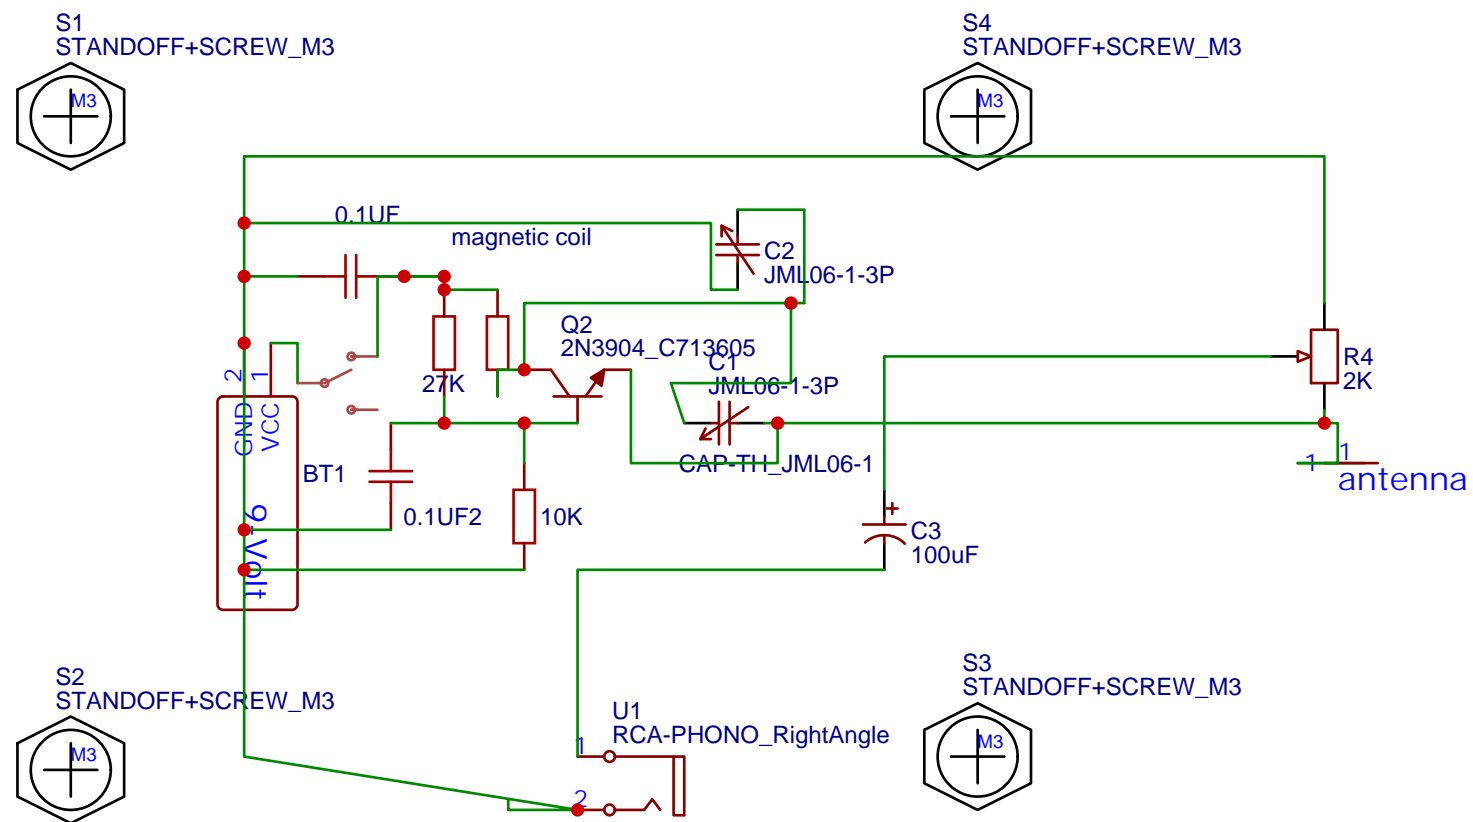 S1
STANDOFF+SCREW_M3
M3
S4
STANDOFF+SCREW_M3
M3
0.1UF
magnetic coil
C2
JML06-1-3P
Q2
2N3904_C713605
C1
JML06-1-3P
27K
R4
2K
2
1
GND
VCC
BT1
9_Volt
CAP-TH_JML06-1
1
1
antenna
0.1UF2
10K
+
C3
100uF
S2
STANDOFF+SCREW_M3
M3
S3
STANDOFF+SCREW_M3
M3
U1
RCA-PHONO_RightAngle
1
2